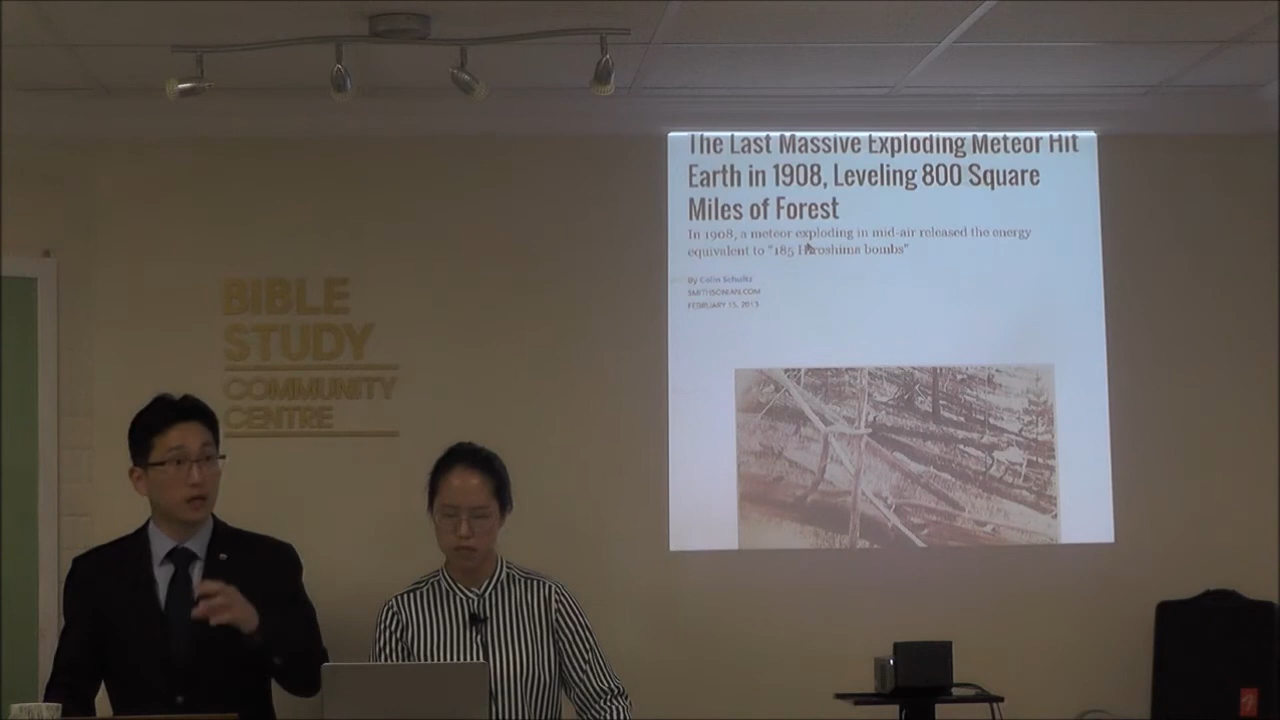 The Last Massive Exploding Meteor Hit
Earth in 1908, Leveling 800 Square
Miles of Forest
In 1908, a meteor exploding in mid-air released the energy
equivalent to "185 Hiroshima bombs"
By Colin Schultz
SMITHSONIAN.COM
FEBRUARY 15, 2013
BIBLE
STUDY
COMMUNITY
CENTRE